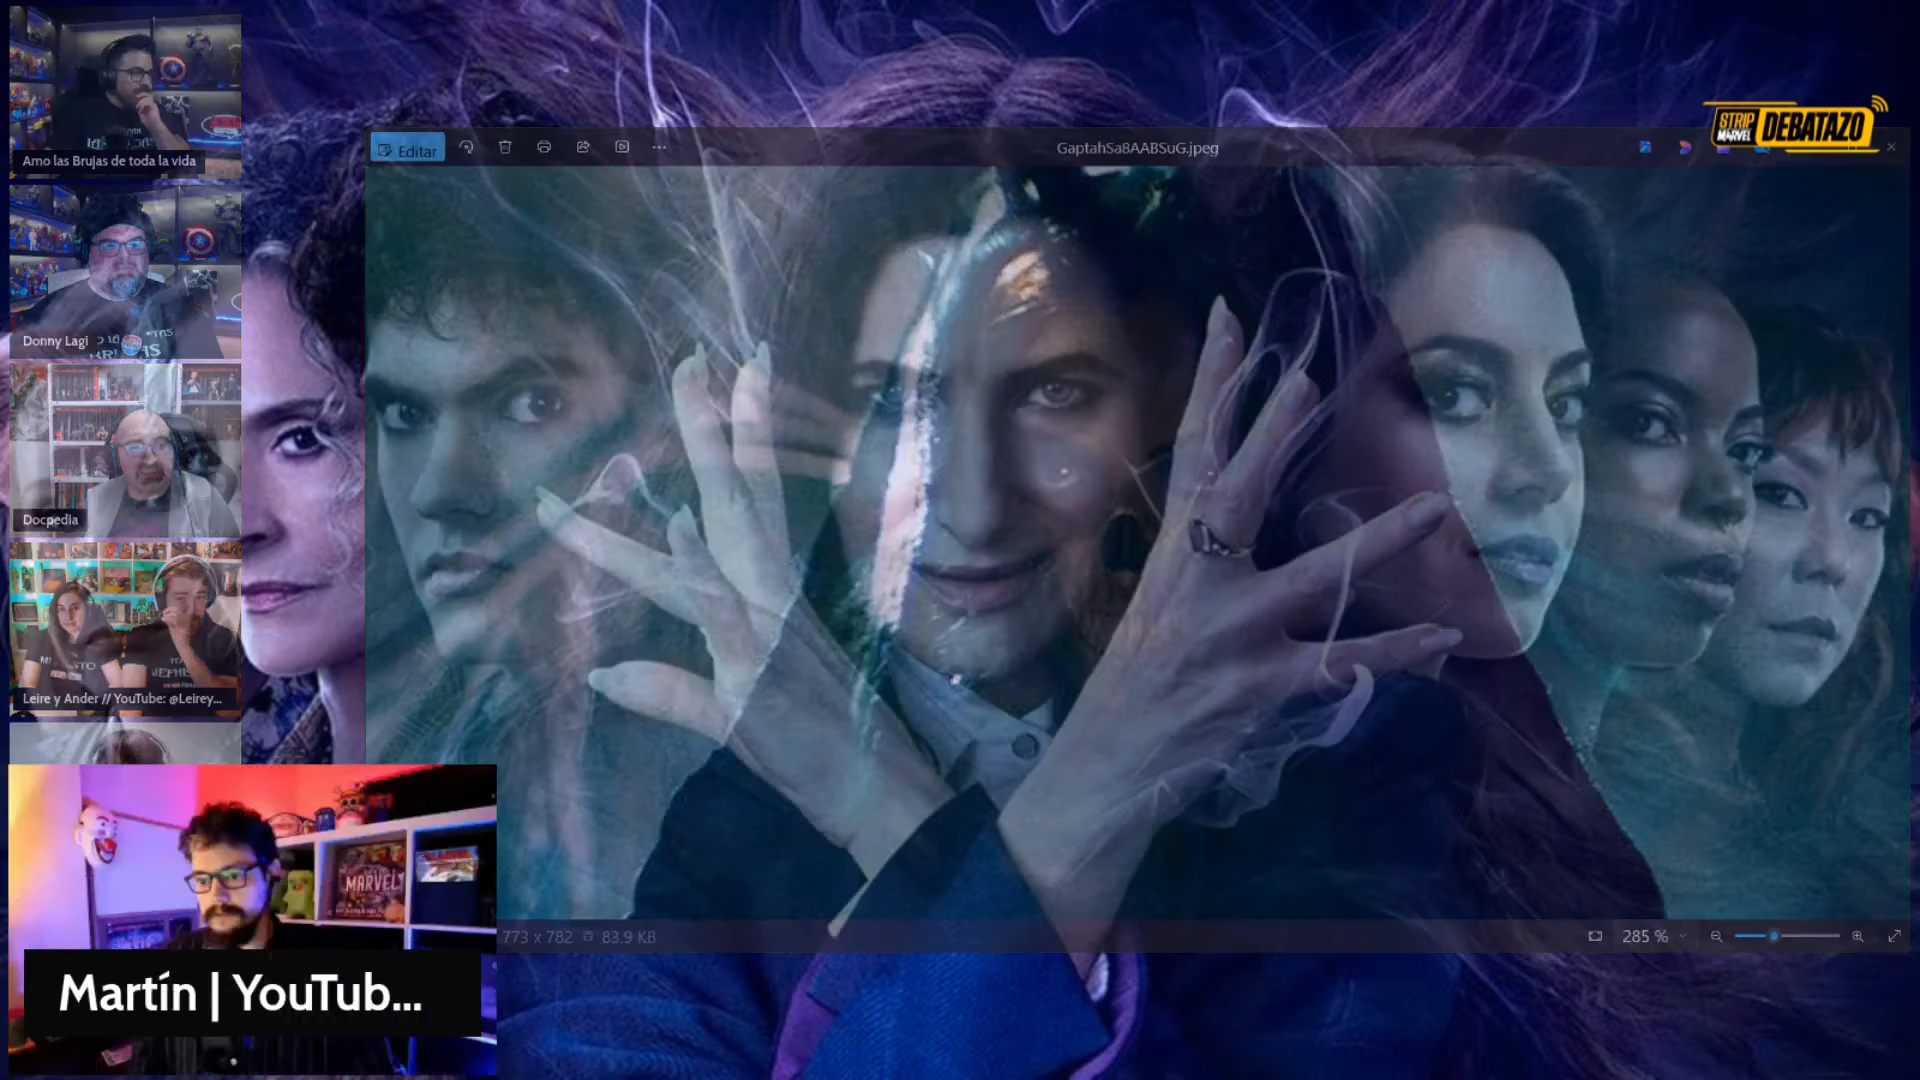 Amo las Brujas de toda la vida
Donny Lagi
Docpedia
Leire y Ander // YouTube: @Leirey...
Martín | YouTub...
MARVEL
Editar
GaptahSa8AABSuG.jpeg
STRIP MARVEL DEBATAZO
773 x 782 83.9 KB
285 %